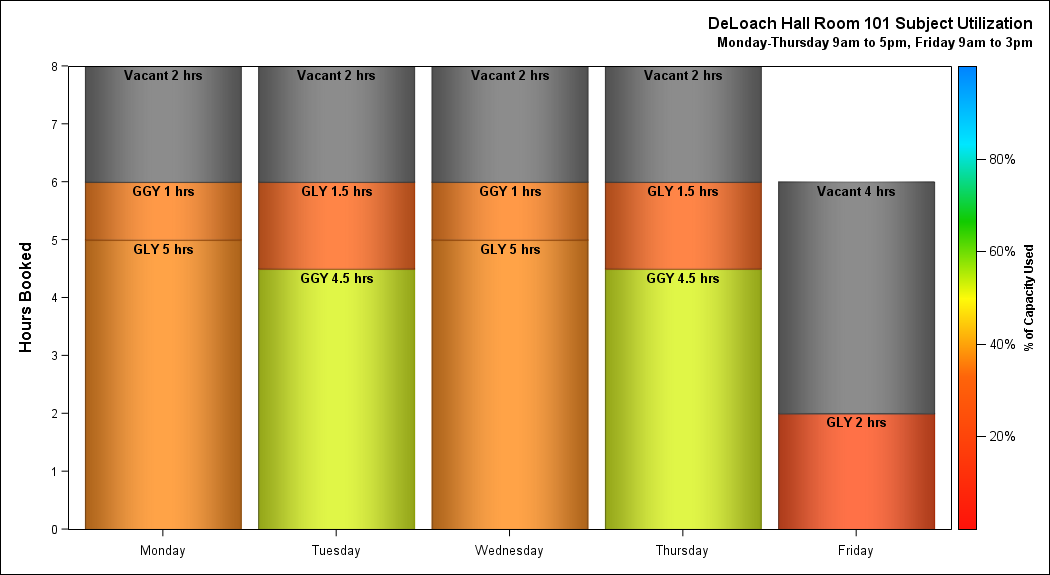 DeLoach Hall Room 101 Subject Utilization
Monday-Thursday 9am to 5pm, Friday 9am to 3pm
Hours Booked
8
7
6
5
4
3
2
1
0
Vacant 2 hrs
GGY 1 hrs
GLY 5 hrs
Vacant 2 hrs
GLY 1.5 hrs
GGY 4.5 hrs
Vacant 2 hrs
GGY 1 hrs
GLY 5 hrs
Vacant 2 hrs
GLY 1.5 hrs
GGY 4.5 hrs
Vacant 4 hrs
GLY 2 hrs
Monday
Tuesday
Wednesday
Thursday
Friday
80%
60%
40%
20%
% of Capacity Used